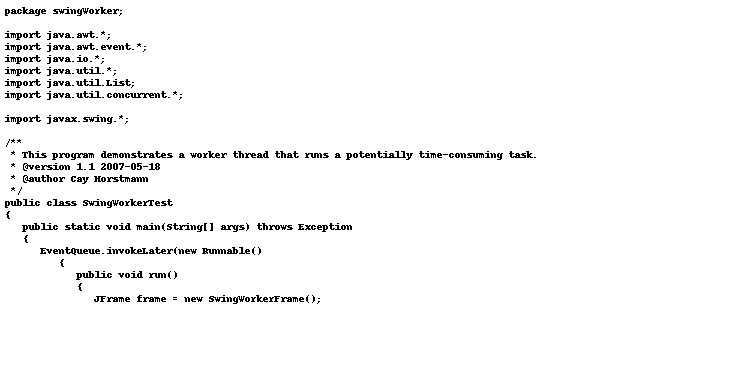 package swingWorker;

import java.awt.*;
import java.awt.event.*;
import java.io.*;
import java.util.*;
import java.util.List;
import java.util.concurrent.*;

import javax.swing.*;

/**
 * This program demonstrates a worker thread that runs a potentially time-consuming task.
 * @version 1.1 2007-05-18
 * @author Cay Horstmann
 */
public class SwingWorkerTest
{
   public static void main(String[] args) throws Exception
   {
      EventQueue.invokeLater(new Runnable()
         {
            public void run()
            {
               JFrame frame = new SwingWorkerFrame();